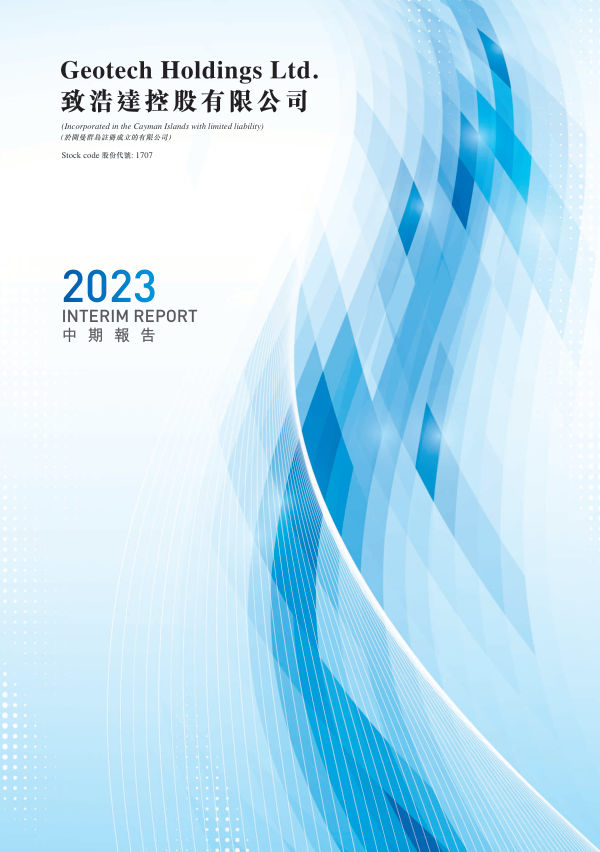 Geotech Holdings Ltd.
致浩達控股有限公司
(Incorporated in the Cayman Islands with limited liability)
(於開曼群島註冊成立的有限公司)
Stock code 股份代號: 1707
2023
INTERIM REPORT
中期報告